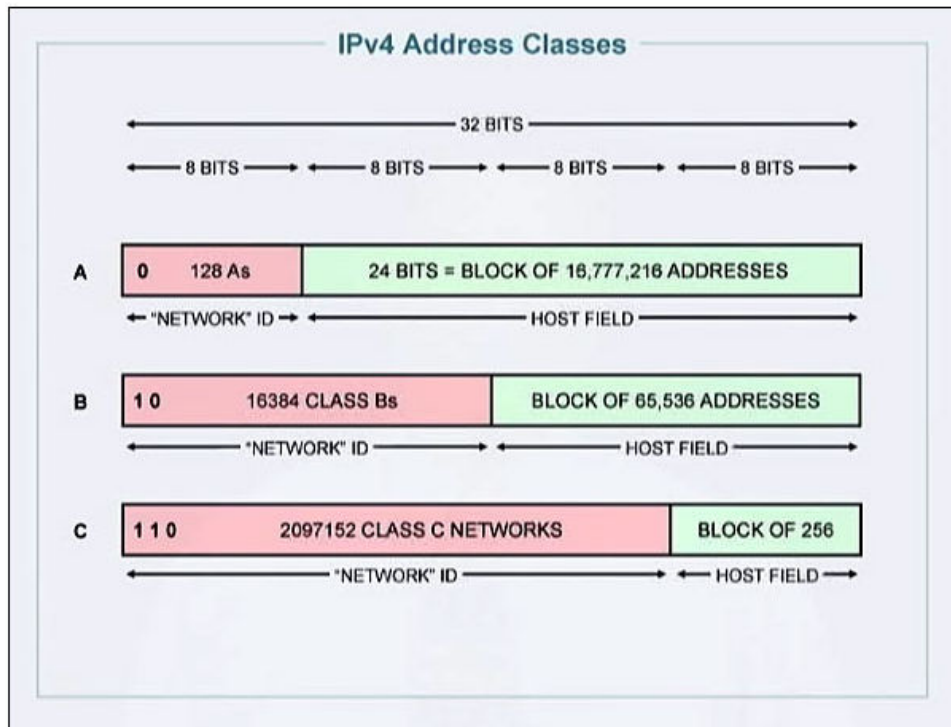 IPv4 Address Classes
32 BITS
8 BITS 8 BITS 8 BITS 8 BITS
A 0 128 As 24 BITS = BLOCK OF 16,777,216 ADDRESSES
"NETWORK" ID HOST FIELD
B 1 0 16384 CLASS Bs BLOCK OF 65,536 ADDRESSES
"NETWORK" ID HOST FIELD
C 1 1 0 2097152 CLASS C NETWORKS BLOCK OF 256
"NETWORK" ID HOST FIELD